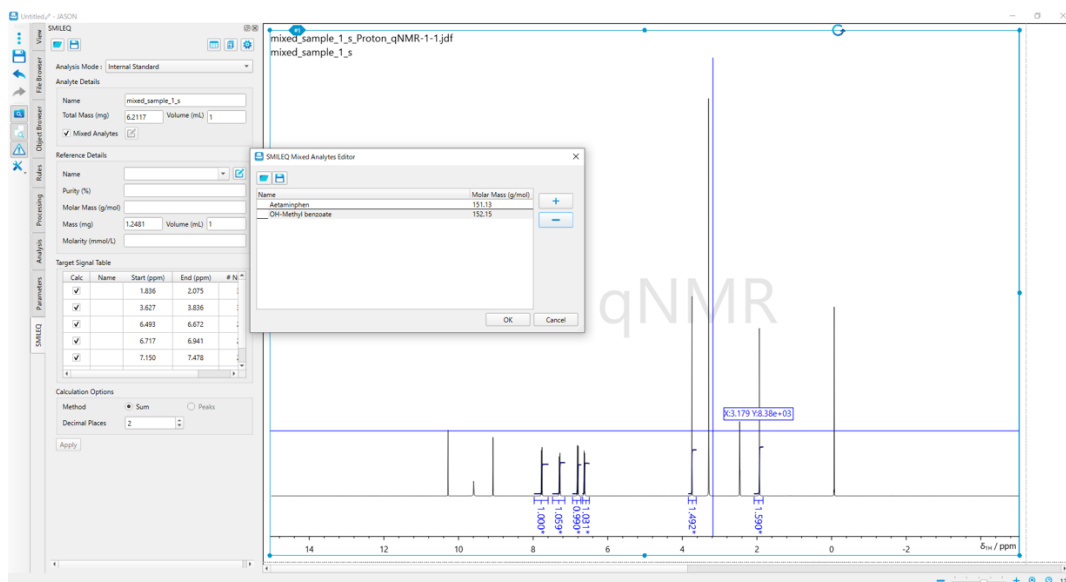 Untitled/* - JASON
SMILEQ
View
File Browser
Object Browser
Rules
Processing
Analysis
Parameters
SMILEQ
Analysis Mode : Internal Standard
Analyte Details
Name mixed_sample_1_s
Total Mass (mg) 6.2117 Volume (mL) 1
Mixed Analytes
Reference Details
Name
Purity (%)
Molar Mass (g/mol)
Mass (mg) 1.2481 Volume (mL) 1
Molarity (mmol/L)
Target Signal Table
Calc Name Start (ppm) End (ppm) # N
1.836 2.075
3.627 3.836
6.493 6.672
6.717 6.941
7.150 7.478
Calculation Options
Method Sum Peaks
Decimal Places 2
Apply
#1
mixed_sample_1_s_Proton_qNMR-1-1.jdf
mixed_sample_1_s
SMILEQ Mixed Analytes Editor
Name Molar Mass (g/mol)
Aetaminphen 151.13
OH-Methyl benzoate 152.15
OK Cancel
qNMR
X:3.179 Y:8.38e+03
1.000* 1.059* 0.990* 1.031* 1.492* 1.590*
14 12 10 8 6 4 2 0 -2 δ1H / ppm